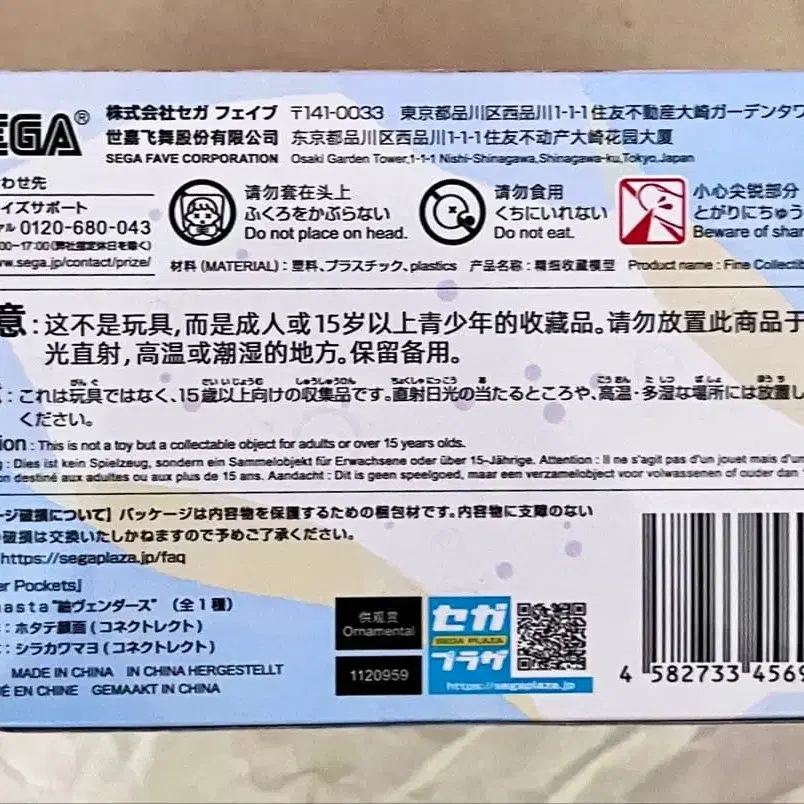 EGA®
株式会社セガ フェイブ 〒141-0033 東京都品川区西品川1-1-1住友不動産大崎ガーデンタワ
世嘉飞舞股份有限公司 东京都品川区西品川1-1-1住友不动产大崎花园大厦
SEGA FAVE CORPORATION Osaki Garden Tower,1-1-1 Nishi-Shinagawa,Shinagawa-ku,Tokyo,Japan
わせ先
イズサポート
ル 0120-680-043
00~17:00(弊社指定休日を除く)
ww.sega.jp/contact/prize/
请勿套在头上
ふくろをかぶらない
Do not place on head.
请勿食用
くちにいれない
Do not eat.
小心尖锐部分
とがりにちゅう
Beware of shar
材料(MATERIAL):塑料、プラスチック、plastics 产品名称:精细收藏模型 Product name : Fine Collectib
意:这不是玩具,而是成人或15岁以上青少年的收藏品。请勿放置此商品于
光直射,高温或潮湿的地方。保留备用。
:これは玩具ではなく、15歳以上向けの収集品です。直射日光の当たるところや、高温・多湿な場所には放置し
ください。
ion : This is not a toy but a collectable object for adults or over 15 years olds.
g : Dies ist kein Spielzeug, sondern ein Sammelobjekt für Erwachsene oder über 15-Jährige. Attention : Il ne s'agit pas d'un jouet mais d'un
on destiné aux adultes ou aux plus de 15 ans. Aandacht : Dit is geen speelgoed, maar een verzamelobject voor volwassenen of ouder dan
ージ破損について】パッケージは内容物を保護するための梱包材です。内容物に支障のない
破損は交換いたしかねますので予めご了承ください。
https://segaplaza.jp/faq
er Pockets」
nasta"紬ヴェンダーズ"(全1種)
:ホタテ顔面(コネクトレクト)
:シラカワマヨ(コネクトレクト)
MADE IN CHINA IN CHINA HERGESTELLT
É EN CHINE GEMAAKT IN CHINA
供观赏
Ornamental
1120959
セガ
SEGA PLAZA
プラザ
https://segaplaza.jp
4 582733 4569